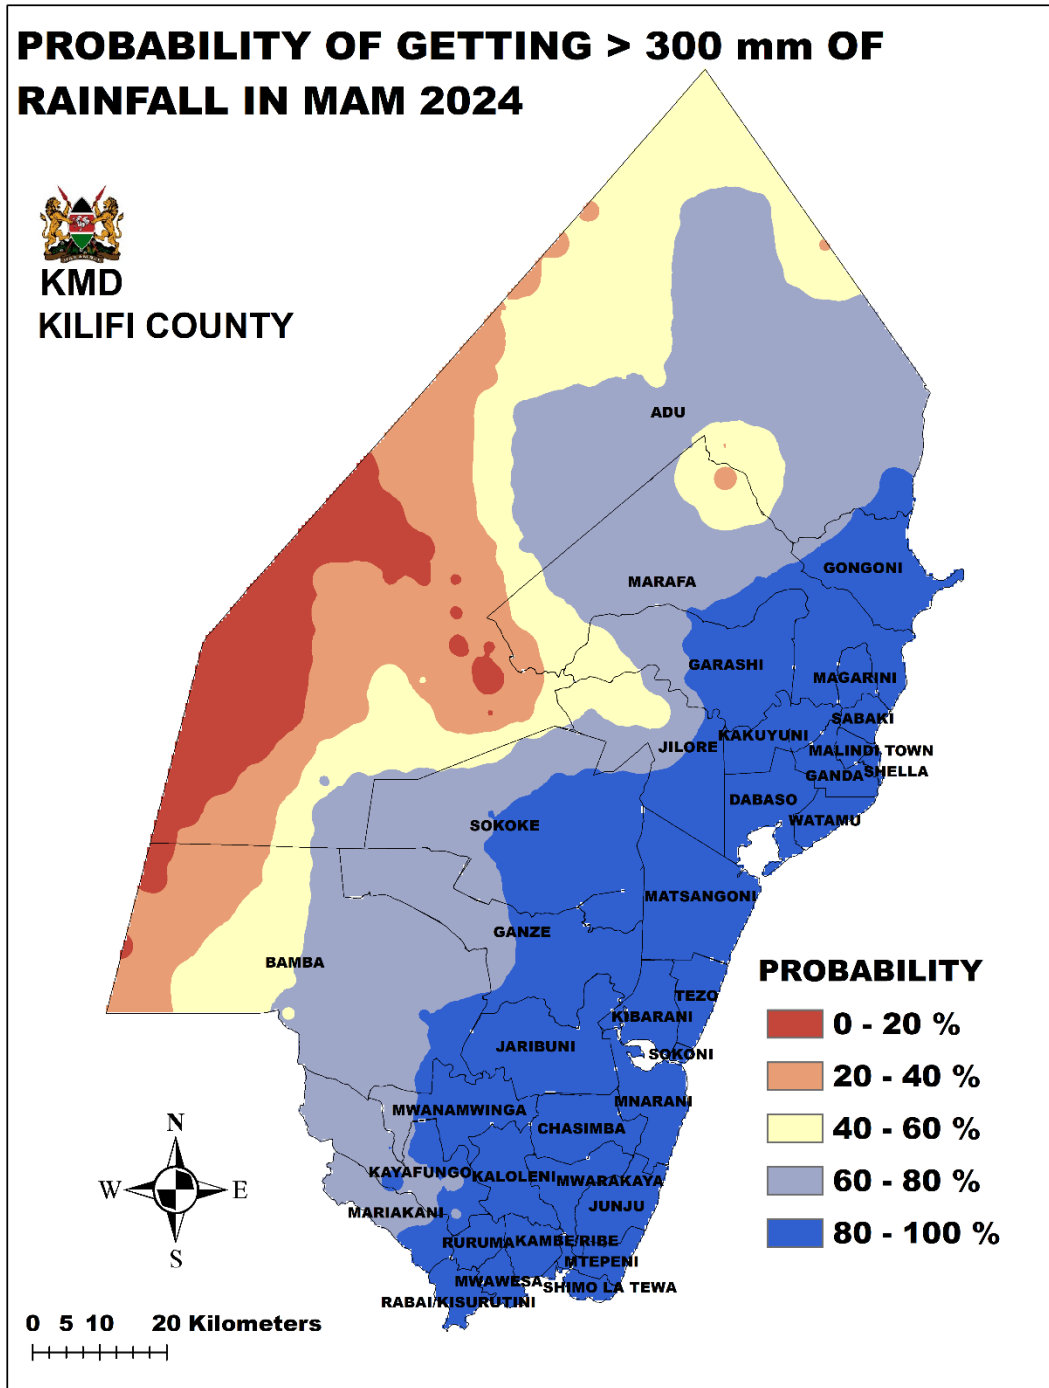 PROBABILITY OF GETTING > 300 mm OF
RAINFALL IN MAM 2024
KMD
KILIFI COUNTY
ADU
GONGONI
MARAFA
GARASHI
MAGARINI
SABAKI
KAKUYUNI
JILORE
MALINDI TOWN
SHELLA
GANDA
DABASO
WATAMU
SOKOKE
MATSANGONI
GANZE
BAMBA
TEZO
KIBARANI
JARIBUNI
SOKONI
MNARANI
MWANAMWINGA
CHASIMBA
KAYAFUNGO
KALOLENI
MWARAKAYA
JUNJU
MARIAKANI
RURUMA
KAMBE/RIBE
MTEPENI
MWAWESA
SHIMO LA TEWA
RABAI/KISURUTINI
PROBABILITY
0 - 20 %
20 - 40 %
40 - 60 %
60 - 80 %
80 - 100 %
N
W E
S
0 5 10 20 Kilometers